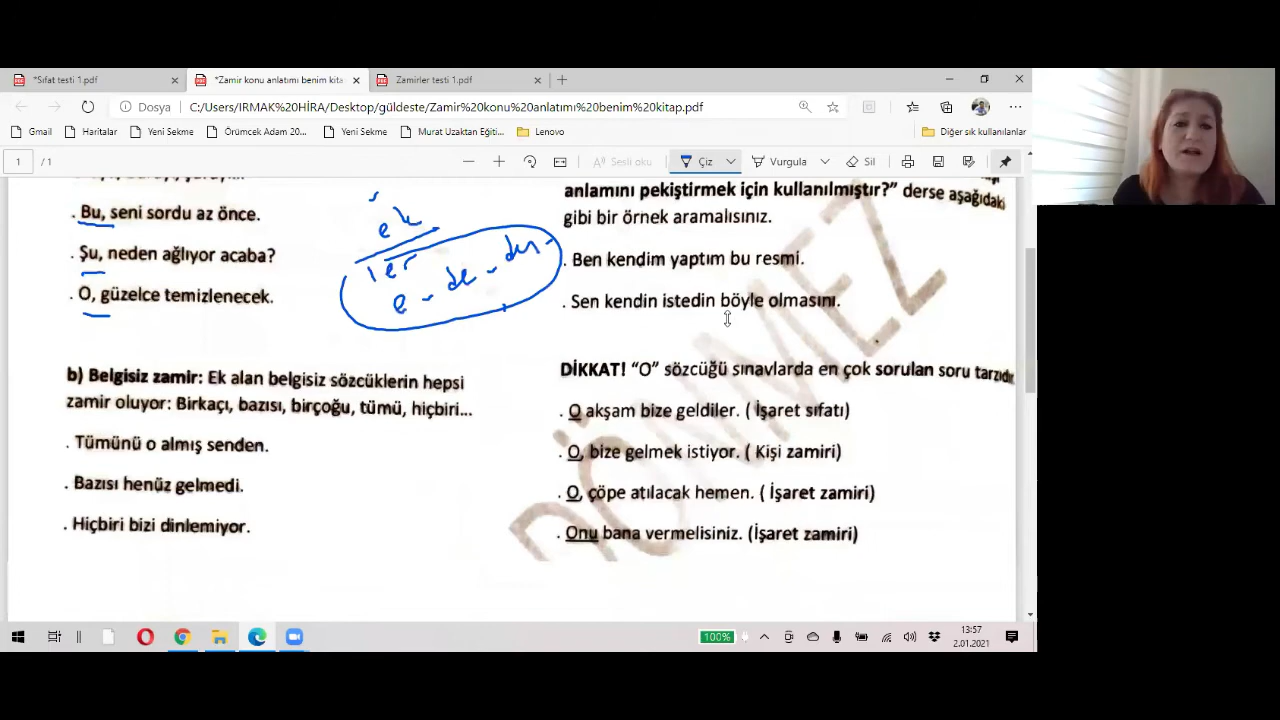 *Sıfat testi 1.pdf
*Zamir konu anlatımı benim kita
Zamirler testi 1.pdf
Dosya
C:/Users/IRMAK%20HİRA/Desktop/güldeste/Zamir%20konu%20anlatımı%20benim%20kitap.pdf
Gmail
Haritalar
Yeni Sekme
Örümcek Adam 20...
Yeni Sekme
Murat Uzaktan Eğiti...
Lenovo
Diğer sık kullanılanlar
1 /1
Sesli oku
Çiz
Vurgula
Sil
. Bu, seni sordu az önce.
. Şu, neden ağlıyor acaba?
. O, güzelce temizlenecek.
ek
ler
e - de - den -
b) Belgisiz zamir: Ek alan belgisiz sözcüklerin hepsi
zamir oluyor: Birkaçı, bazısı, birçoğu, tümü, hiçbiri...
. Tümünü o almış senden.
. Bazısı henüz gelmedi.
. Hiçbiri bizi dinlemiyor.
anlamını pekiştirmek için kullanılmıştır?” derse aşağıdaki
gibi bir örnek aramalısınız.
. Ben kendim yaptım bu resmi.
. Sen kendin istedin böyle olmasını.
DİKKAT! “O” sözcüğü sınavlarda en çok sorulan soru tarzıdır
. O akşam bize geldiler. ( İşaret sıfatı)
. O, bize gelmek istiyor. ( Kişi zamiri)
. O, çöpe atılacak hemen. ( İşaret zamiri)
. Onu bana vermelisiniz. (İşaret zamiri)
DÖNMEZ
100%
13:57
2.01.2021